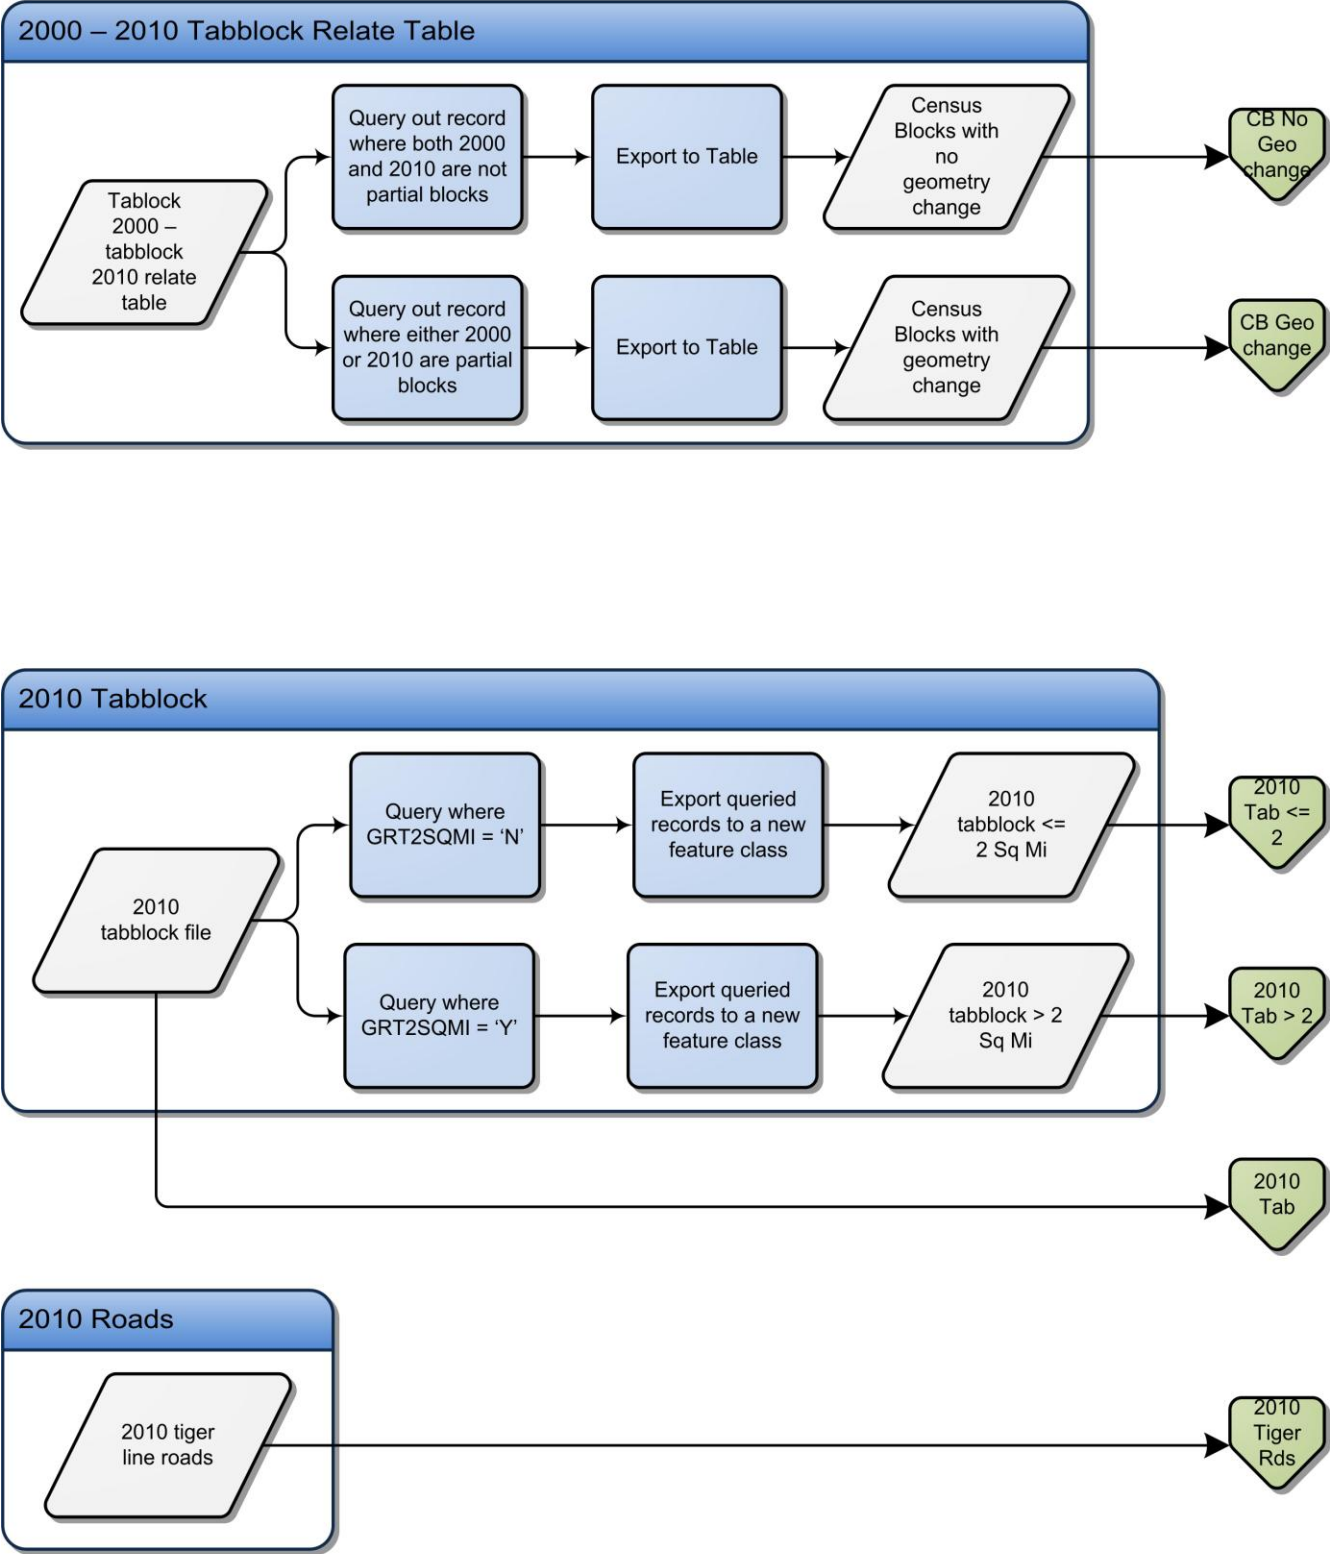 2000 – 2010 Tabblock Relate Table
Tablock
2000 –
tabblock
2010 relate
table
Query out record
where both 2000
and 2010 are not
partial blocks
Export to Table
Census
Blocks with
no
geometry
change
CB No
Geo
change
Query out record
where either 2000
or 2010 are partial
blocks
Export to Table
Census
Blocks with
geometry
change
CB Geo
change
2010 Tabblock
2010
tabblock file
Query where
GRT2SQMI = ‘N’
Export queried
records to a new
feature class
2010
tabblock <=
2 Sq Mi
2010
Tab <=
2
Query where
GRT2SQMI = ‘Y’
Export queried
records to a new
feature class
2010
tabblock > 2
Sq Mi
2010
Tab > 2
2010
Tab
2010 Roads
2010 tiger
line roads
2010
Tiger
Rds